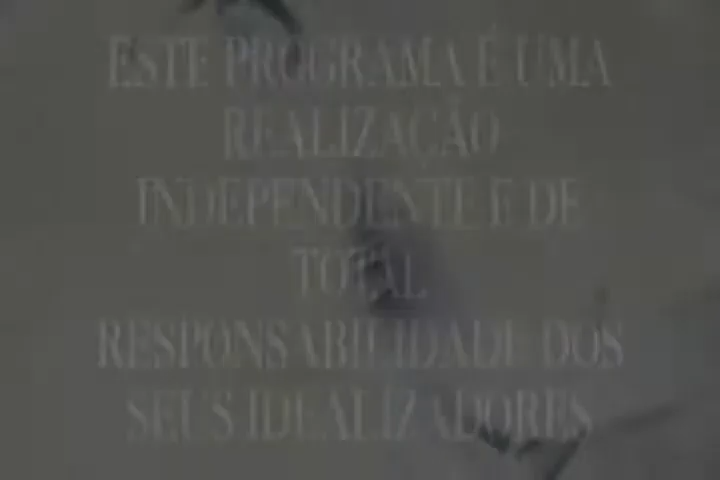 ESTE PROGRAMA É UMA
REALIZAÇÃO
INDEPENDENTE E DE
TOTAL
RESPONSABILIDADE DOS
SEUS IDEALIZADORES